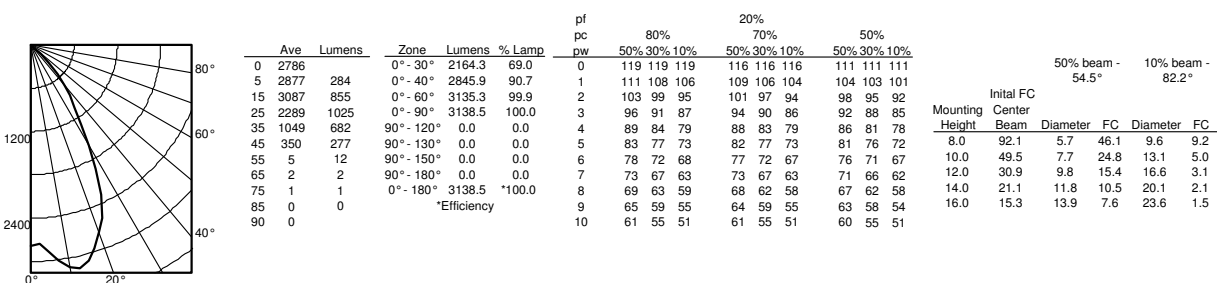 1200
2400
0°
20°
40°
60°
80°
Ave Lumens
0 2786
5 2877 284
15 3087 855
25 2289 1025
35 1049 682
45 350 277
55 5 12
65 2 2
75 1 1
85 0 0
90 0
Zone Lumens % Lamp
0°- 30° 2164.3 69.0
0°- 40° 2845.9 90.7
0°- 60° 3135.3 99.9
0°- 90° 3138.5 100.0
90°- 120° 0.0 0.0
90°- 130° 0.0 0.0
90°- 150° 0.0 0.0
90°- 180° 0.0 0.0
0°- 180° 3138.5 *100.0
*Efficiency
pf 20%
pc 80% 70% 50%
pw 50% 30% 10% 50% 30% 10% 50% 30% 10%
0 119 119 119 116 116 116 111 111 111
1 111 108 106 109 106 104 104 103 101
2 103 99 95 101 97 94 98 95 92
3 96 91 87 94 90 86 92 88 85
4 89 84 79 88 83 79 86 81 78
5 83 77 73 82 77 73 81 76 72
6 78 72 68 77 72 67 76 71 67
7 73 67 63 73 67 63 71 66 62
8 69 63 59 68 62 58 67 62 58
9 65 59 55 64 59 55 63 58 54
10 61 55 51 61 55 51 60 55 51
50% beam - 10% beam -
54.5° 82.2°
Inital FC
Mounting Center
Height Beam Diameter FC Diameter FC
8.0 92.1 5.7 46.1 9.6 9.2
10.0 49.5 7.7 24.8 13.1 5.0
12.0 30.9 9.8 15.4 16.6 3.1
14.0 21.1 11.8 10.5 20.1 2.1
16.0 15.3 13.9 7.6 23.6 1.5